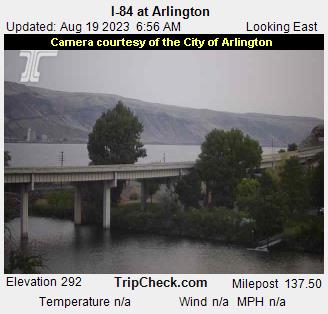 I-84 at Arlington
Updated: Aug 19 2023 6:56 AM Looking East
Camera courtesy of the City of Arlington
Elevation 292 TripCheck.com Milepost 137.50
Temperature n/a Wind n/a MPH n/a